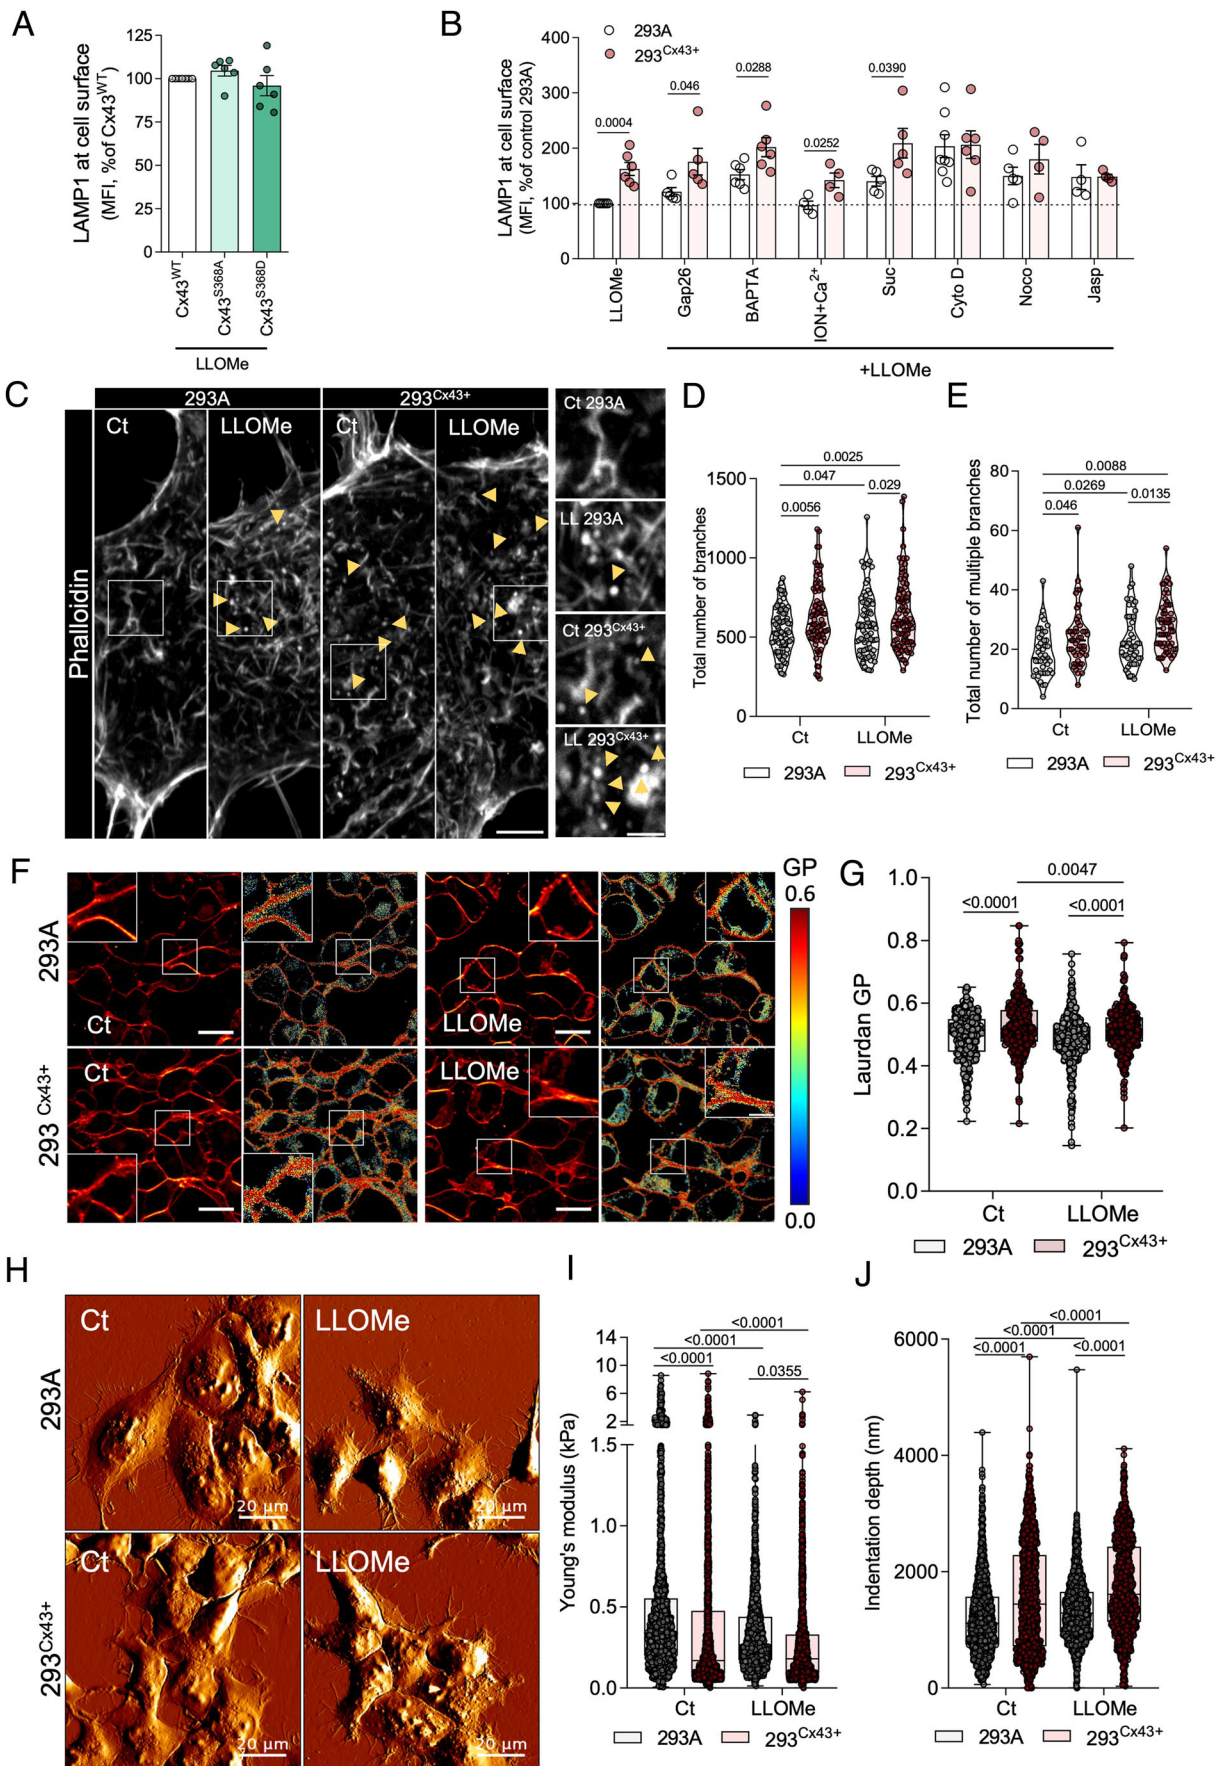 A
LAMP1 at cell surface
(MFI, %of Cx43WT)
125
100
75
50
25
0
Cx43WT
Cx43S368A
Cx43S368D
LLOMe
B
293A
293Cx43+
LAMP1 at cell surface
(MFI, %of control 293A)
400
300
200
100
0
0.0004
0.046
0.0288
0.0252
0.0390
LLOMe
Gap26
BAPTA
ION+Ca2+
Suc
Cyto D
Noco
Jasp
+LLOMe
C
293A
293Cx43+
Phalloidin
Ct
LLOMe
Ct
LLOMe
Ct 293A
LL 293A
Ct 293Cx43+
LL 293Cx43+
D
Total number of branches
1500
1000
500
0
0.0025
0.047
0.029
0.0056
Ct
LLOMe
293A
293Cx43+
E
Total number of multiple branches
80
60
40
20
0
0.0088
0.0269
0.0135
0.046
Ct
LLOMe
293A
293Cx43+
F
293A
293 Cx43+
Ct
LLOMe
Ct
LLOMe
GP
0.6
0.0
G
Laurdan GP
1.0
0.8
0.6
0.4
0.2
0.0
0.0047
<0.0001
<0.0001
Ct
LLOMe
293A
293Cx43+
H
293A
293Cx43+
Ct
20 µm
LLOMe
20 µm
Ct
20 µm
LLOMe
20 µm
I
Young's modulus (kPa)
14
10
6
2
1.5
1.0
0.5
0.0
<0.0001
<0.0001
<0.0001
0.0355
Ct
LLOMe
293A
293Cx43+
J
Indentation depth (nm)
6000
4000
2000
0
<0.0001
<0.0001
<0.0001
<0.0001
Ct
LLOMe
293A
293Cx43+